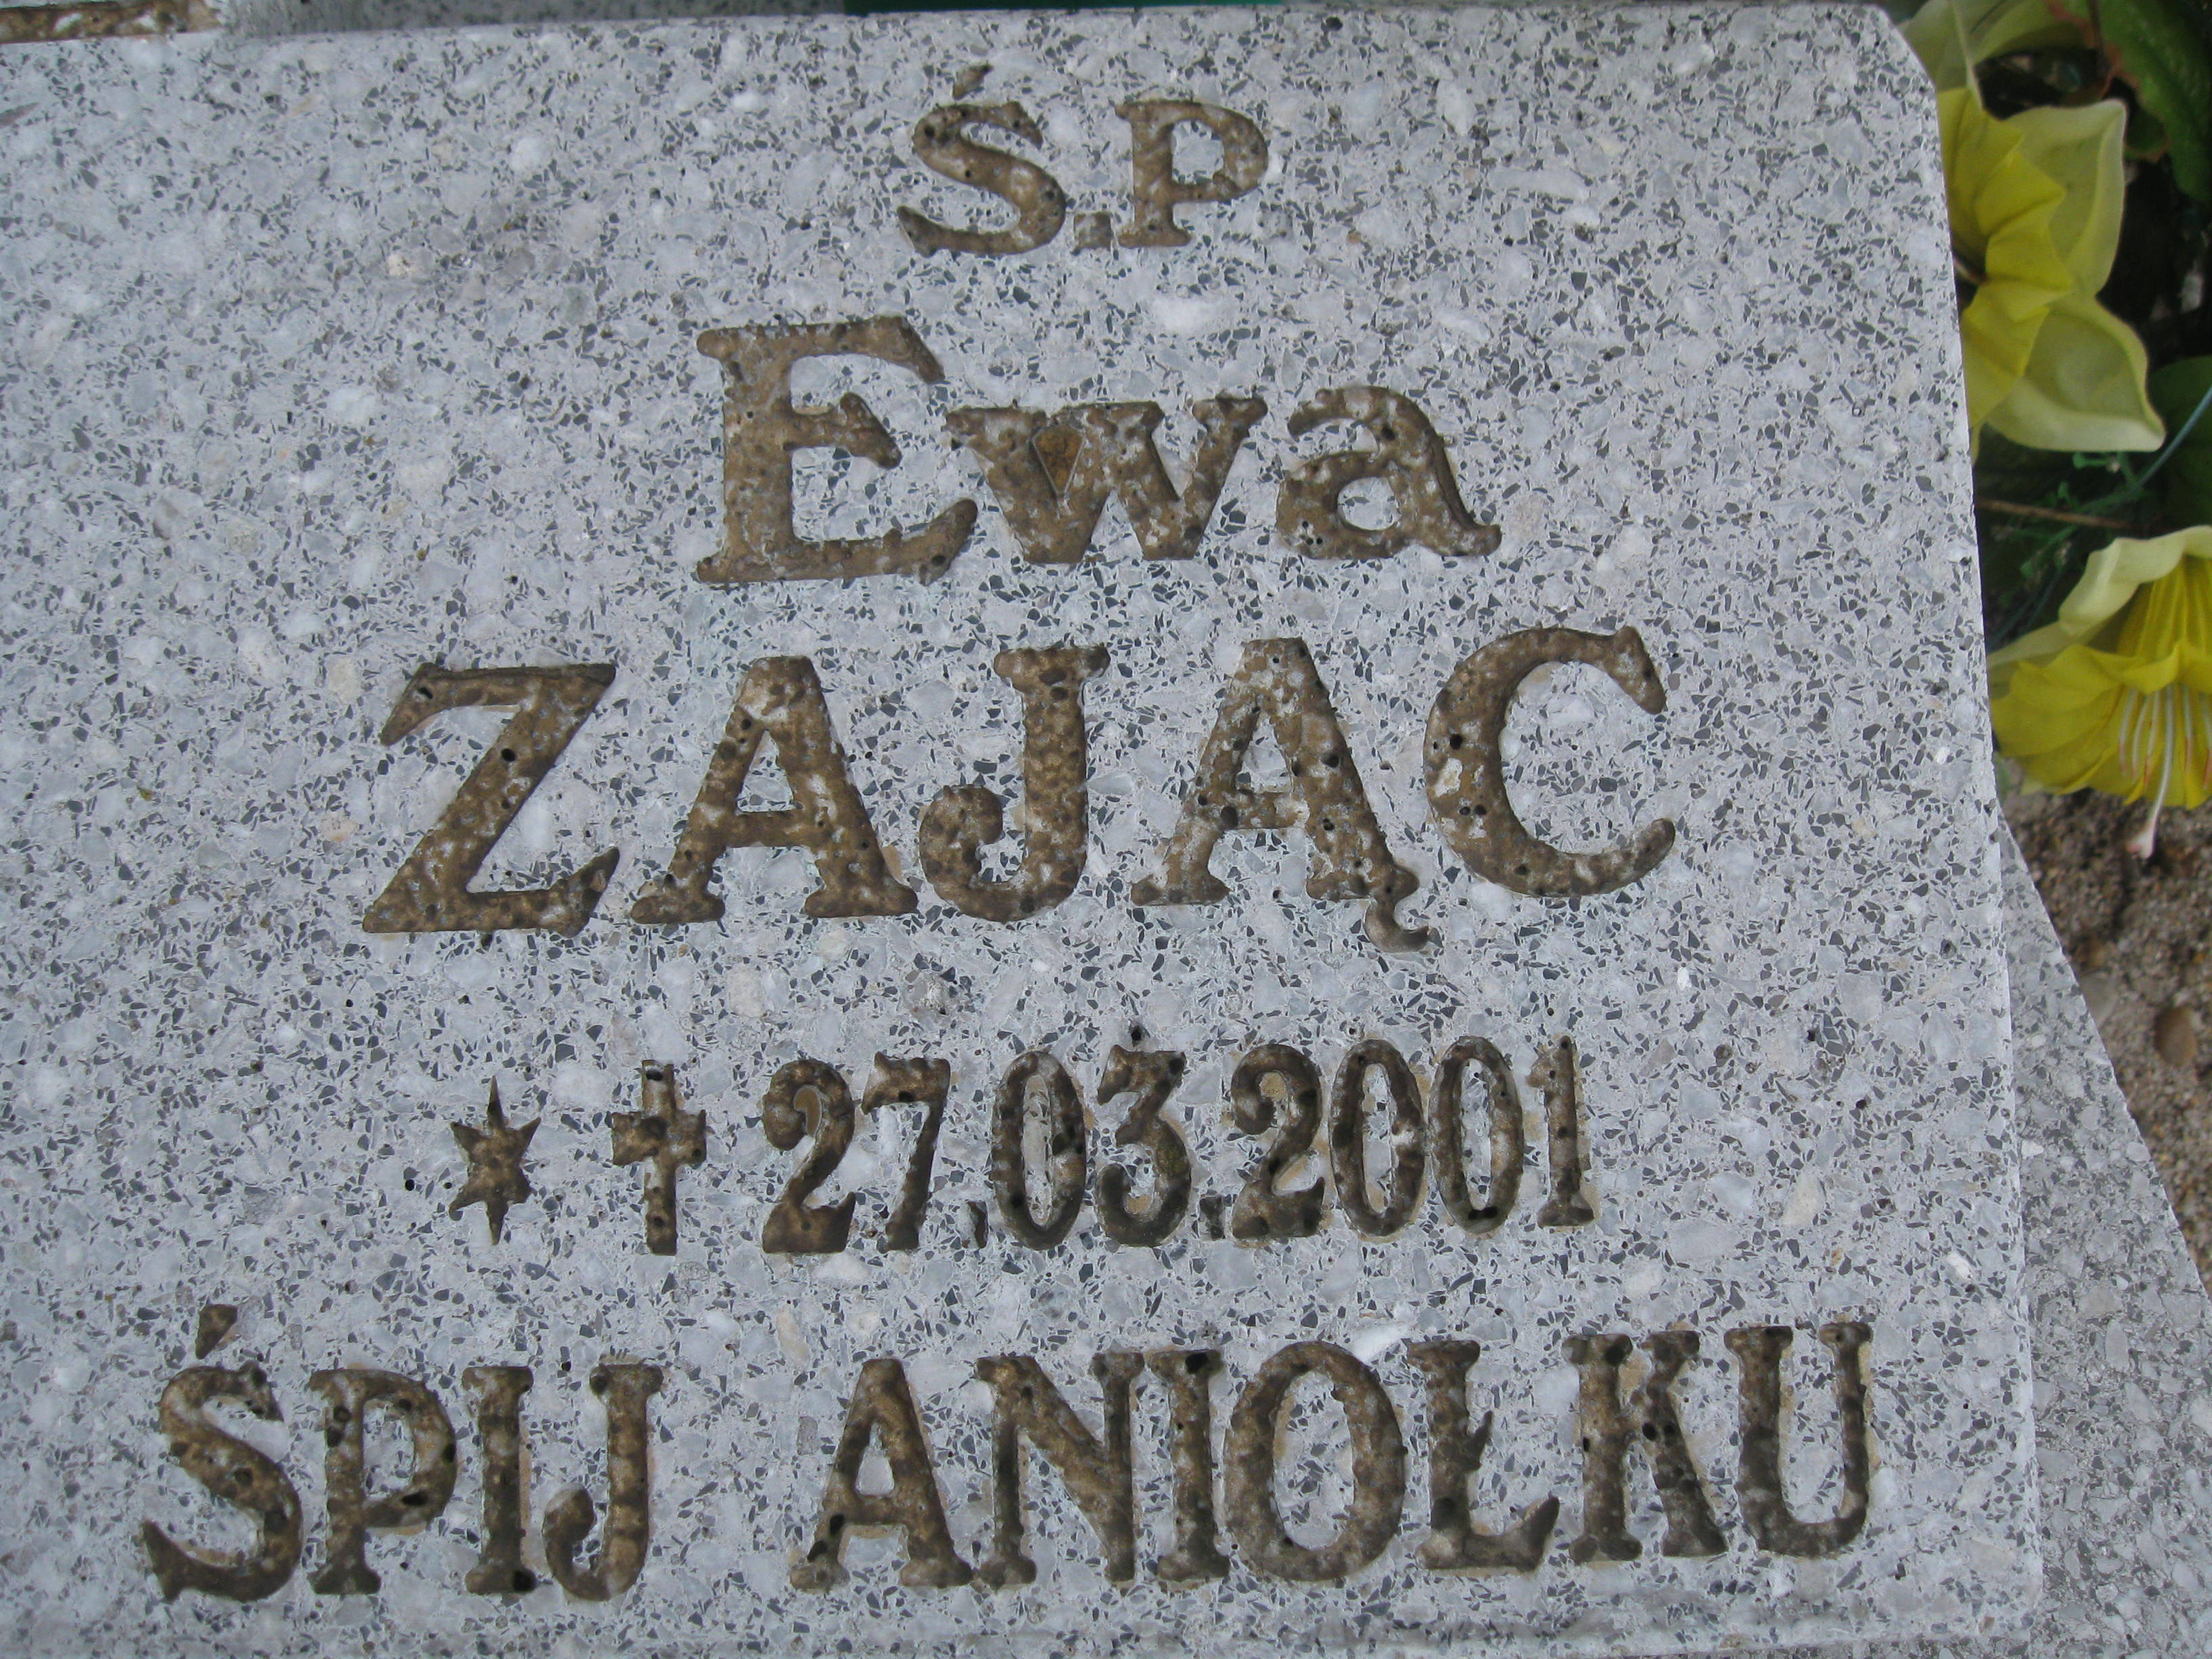 Ś.P
Ewa
ZAJĄC
✶ ✝ 27.03.2001
ŚPIJ ANIOŁKU